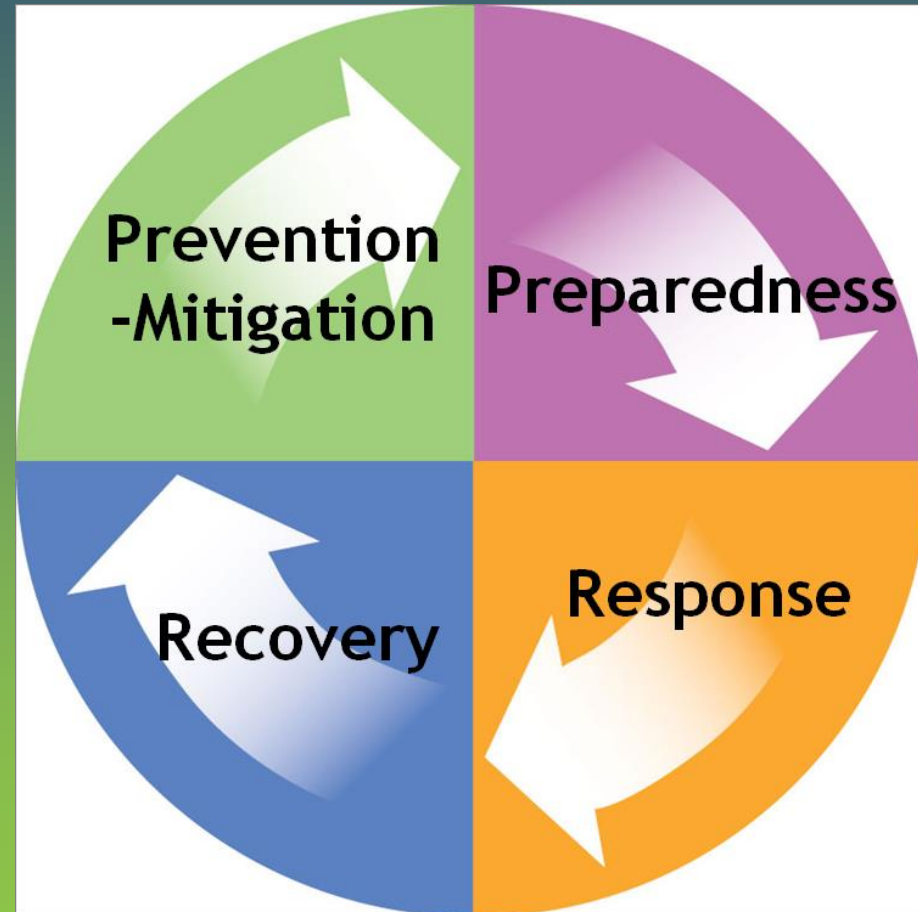 Prevention
-Mitigation
Preparedness
Response
Recovery